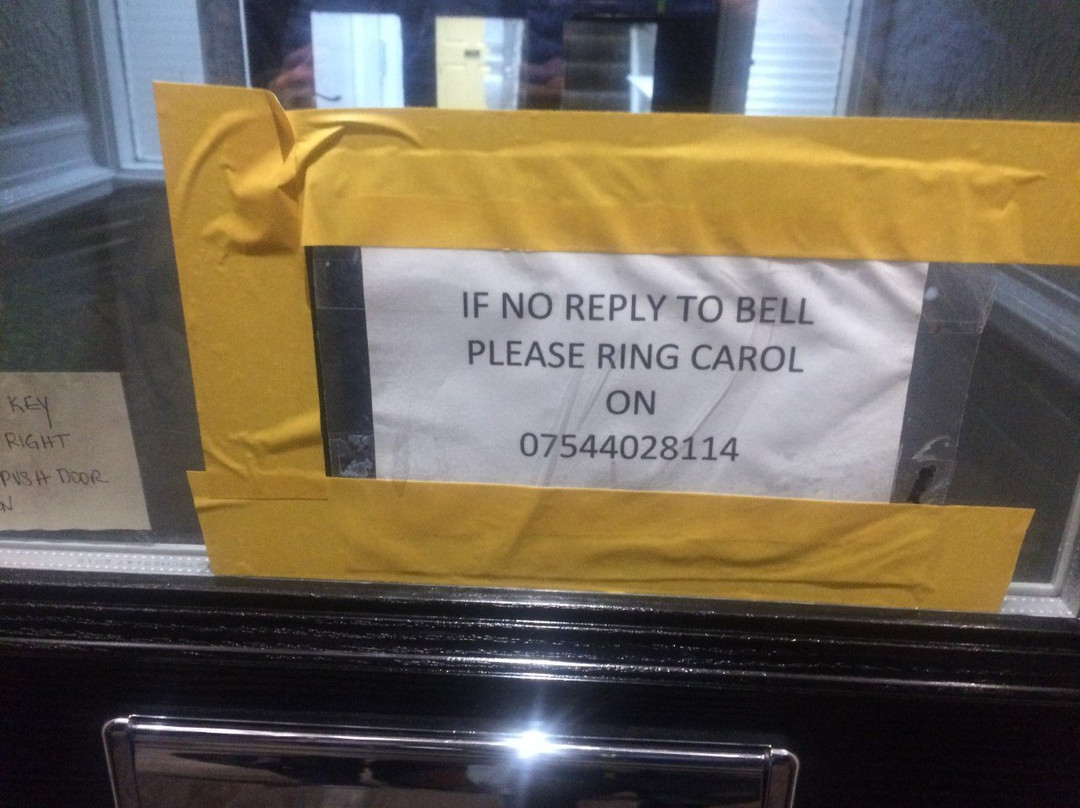 IF NO REPLY TO BELL
PLEASE RING CAROL
ON
07544028114
KEY
RIGHT
PUSH DOOR